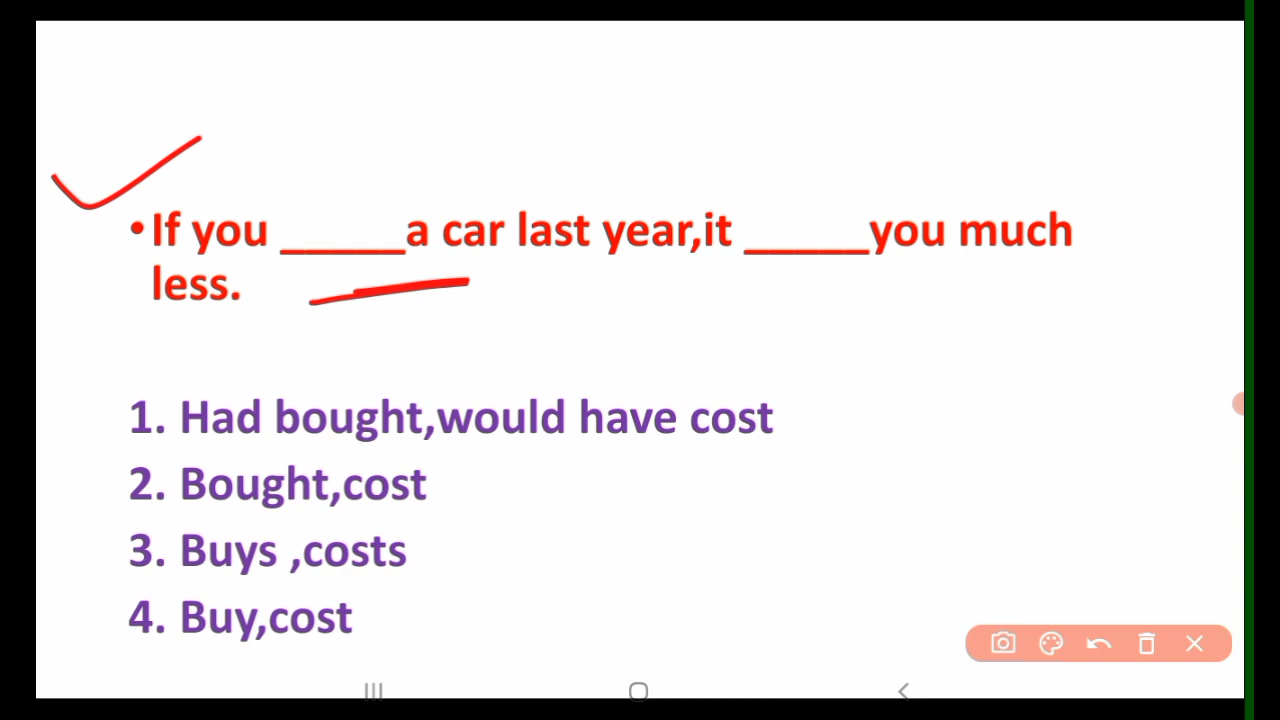 •If you _____a car last year,it _____you much
less.
1. Had bought,would have cost
2. Bought,cost
3. Buys ,costs
4. Buy,cost